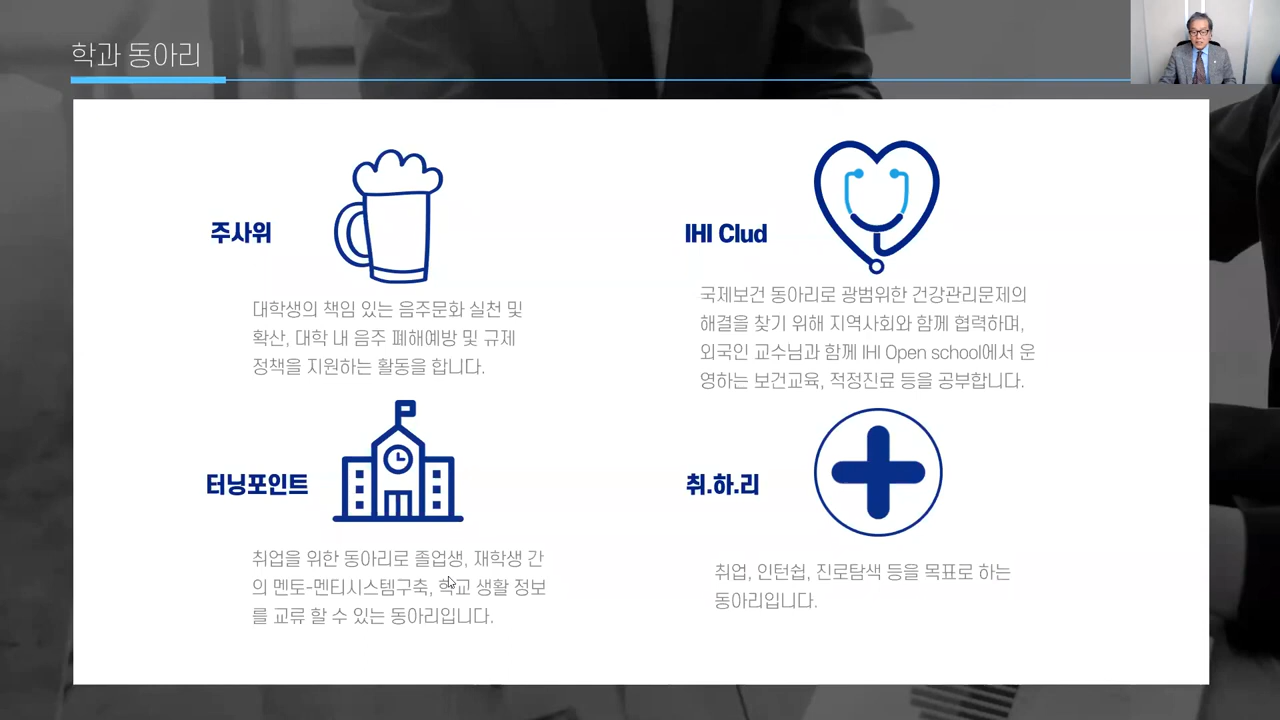 학과 동아리
주사위
대학생의 책임 있는 음주문화 실천 및
확산, 대학 내 음주 폐해예방 및 규제
정책을 지원하는 활동을 합니다.
IHI Clud
국제보건 동아리로 광범위한 건강관리문제의
해결을 찾기 위해 지역사회와 함께 협력하며,
외국인 교수님과 함께 IHI Open school에서 운
영하는 보건교육, 적정진료 등을 공부합니다.
터닝포인트
취업을 위한 동아리로 졸업생, 재학생 간
의 멘토-멘티시스템구축, 학교 생활 정보
를 교류 할 수 있는 동아리입니다.
취.하.리
취업, 인턴쉽, 진로탐색 등을 목표로 하는
동아리입니다.